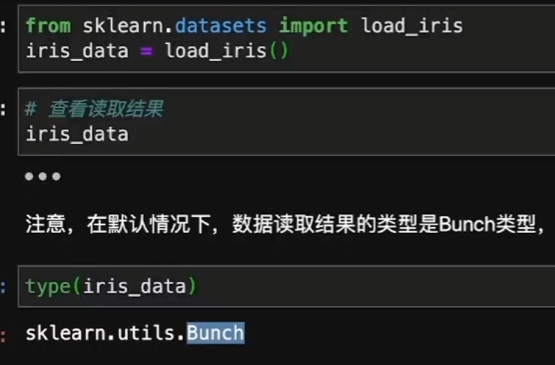 : from sklearn.datasets import load_iris
iris_data = load_iris()
: # 查看读取结果
iris_data
•••
注意，在默认情况下，数据读取结果的类型是Bunch类型，
: type(iris_data)
: sklearn.utils.Bunch